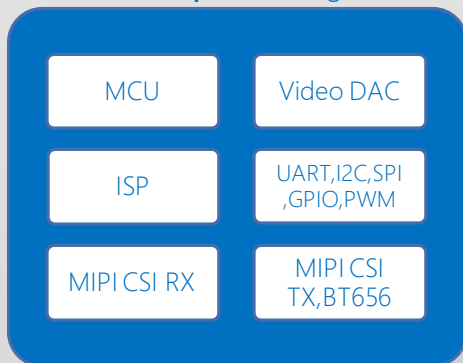 MCU
Video DAC
ISP
UART,I2C,SPI
,GPIO,PWM
MIPI CSI RX
MIPI CSI
TX,BT656